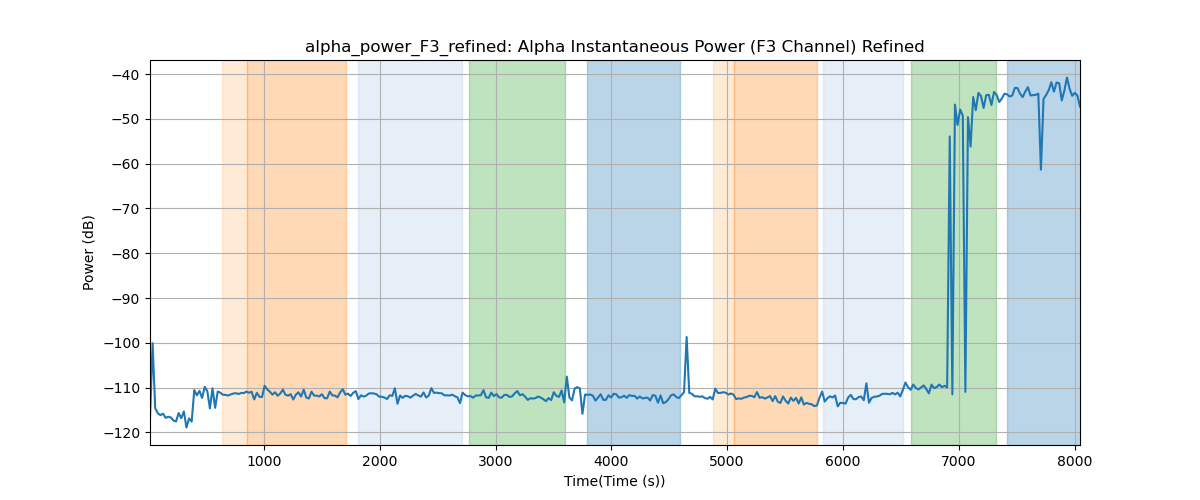 alpha_power_F3_refined: Alpha Instantaneous Power (F3 Channel) Refined
Power (dB)
−40
−50
−60
−70
−80
−90
−100
−110
−120
1000 2000 3000 4000 5000 6000 7000 8000
Time(Time (s))